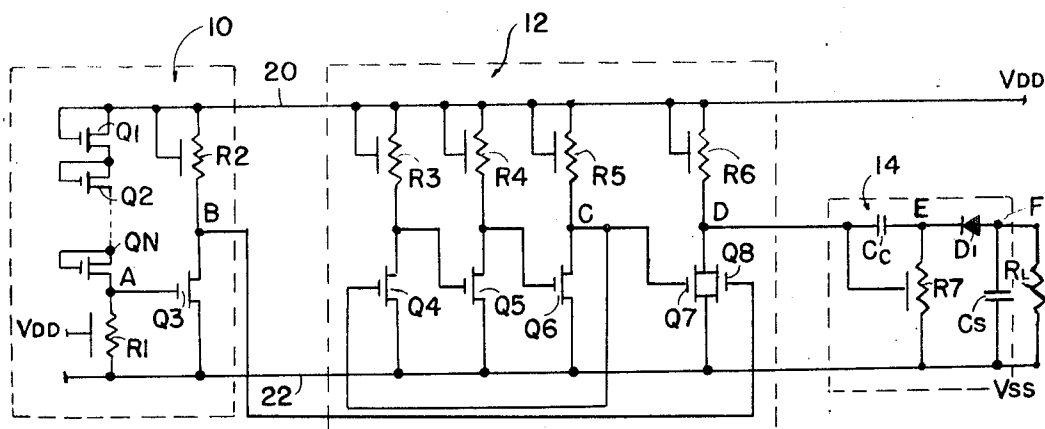 10
12
20
VDD
Q1
Q2
QN
A
VDD
R1
R2
B
Q3
22
R3
R4
R5
R6
C
D
Q4
Q5
Q6
Q7
Q8
14
E
F
CC
D1
R7
CS
RL
VSS